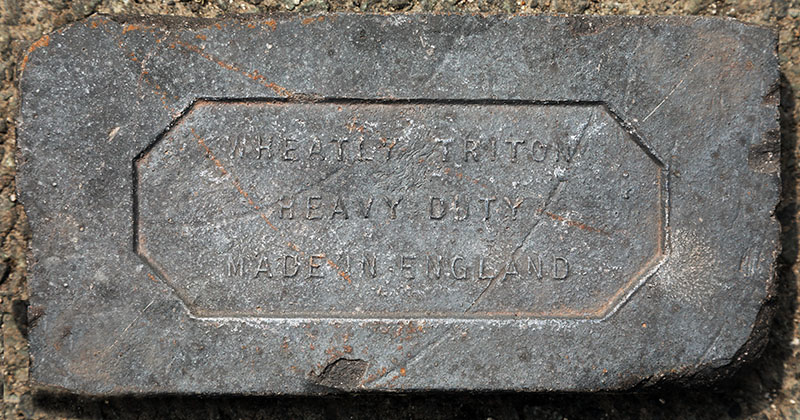 WHEATLY TRITON
HEAVY DUTY
MADE IN ENGLAND